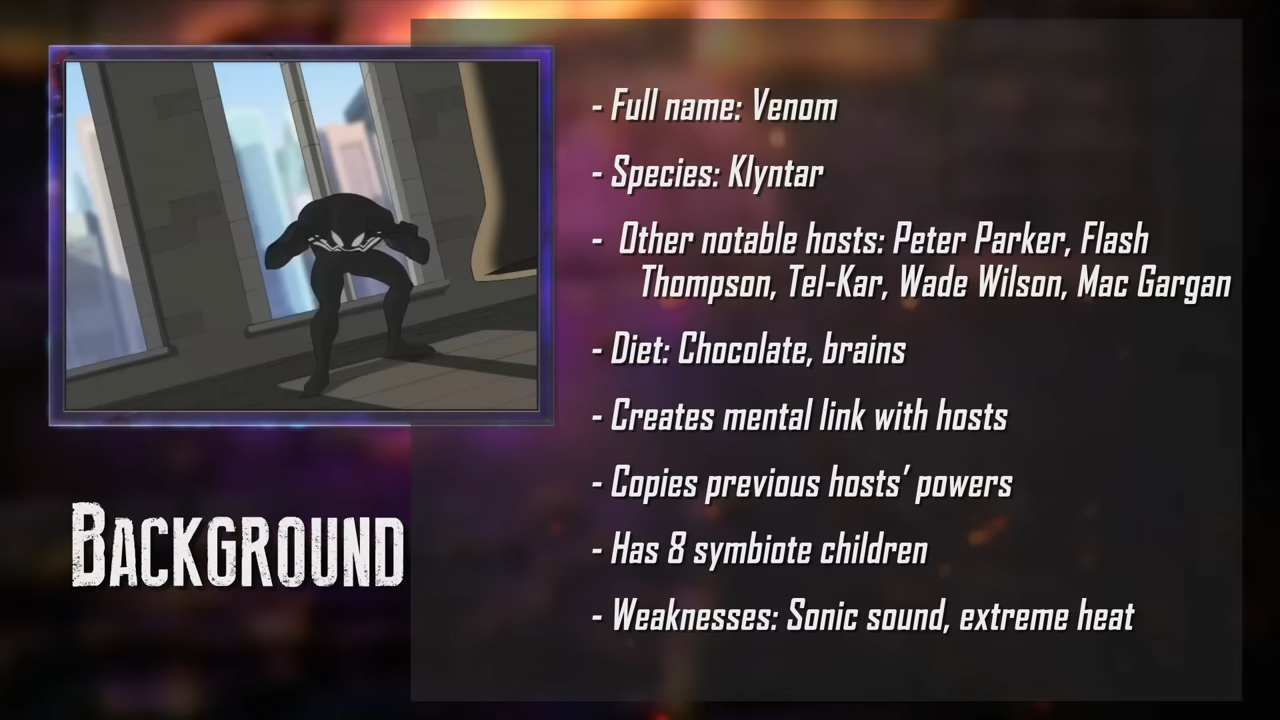 - Full name: Venom
- Species: Klyntar
- Other notable hosts: Peter Parker, Flash
Thompson, Tel-Kar, Wade Wilson, Mac Gargan
- Diet: Chocolate, brains
- Creates mental link with hosts
- Copies previous hosts’ powers
- Has 8 symbiote children
- Weaknesses: Sonic sound, extreme heat
BACKGROUND